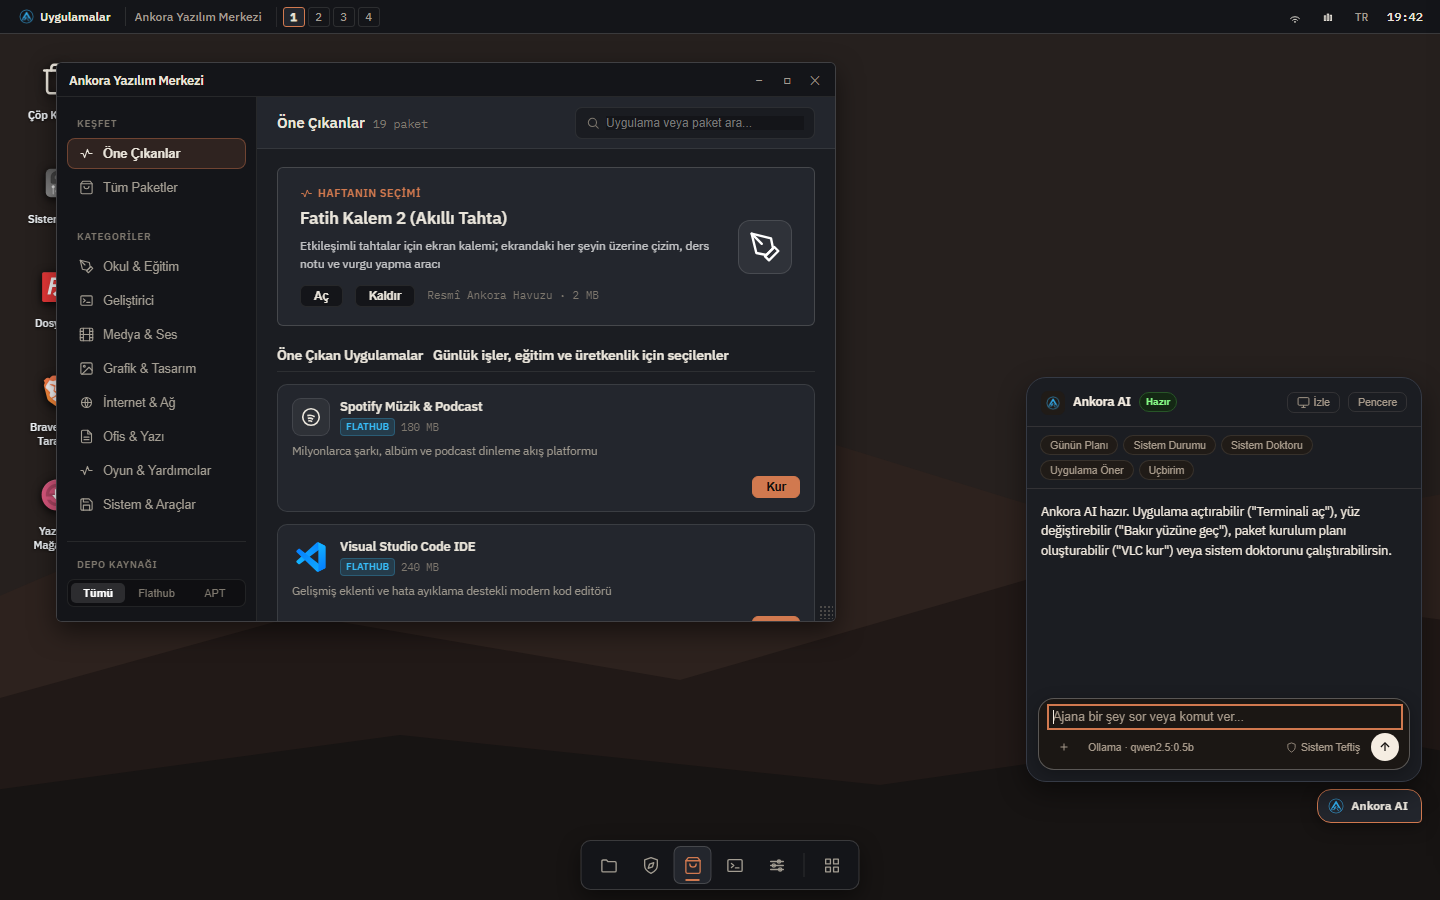 Uygulamalar
Ankora Yazılım Merkezi
1 2 3 4
TR
19:42
Çöp K
Sister
Dos
Brave
Tara
Yaz
Mağ
Ankora Yazılım Merkezi
KEŞFET
Öne Çıkanlar
Tüm Paketler
KATEGORİLER
Okul & Eğitim
Geliştirici
Medya & Ses
Grafik & Tasarım
İnternet & Ağ
Ofis & Yazı
Oyun & Yardımcılar
Sistem & Araçlar
DEPO KAYNAĞI
Tümü Flathub APT
Öne Çıkanlar 19 paket
Uygulama veya paket ara...
HAFTANIN SEÇİMİ
Fatih Kalem 2 (Akıllı Tahta)
Etkileşimli tahtalar için ekran kalemi; ekrandaki her şeyin üzerine çizim, ders
notu ve vurgu yapma aracı
Aç Kaldır Resmî Ankora Havuzu · 2 MB
Öne Çıkan Uygulamalar Günlük işler, eğitim ve üretkenlik için seçilenler
Spotify Müzik & Podcast
FLATHUB 180 MB
Milyonlarca şarkı, albüm ve podcast dinleme akış platformu
Kur
Visual Studio Code IDE
FLATHUB 240 MB
Gelişmiş eklenti ve hata ayıklama destekli modern kod editörü
Ankora AI Hazır İzle Pencere
Günün Planı Sistem Durumu Sistem Doktoru
Uygulama Öner Uçbirim
Ankora AI hazır. Uygulama açtırabilir ("Terminali aç"), yüz
değiştirebilir ("Bakır yüzüne geç"), paket kurulum planı
oluşturabilir ("VLC kur") veya sistem doktorunu çalıştırabilirsin.
Ajana bir şey sor veya komut ver...
Ollama · qwen2.5:0.5b Sistem Teftiş
Ankora AI